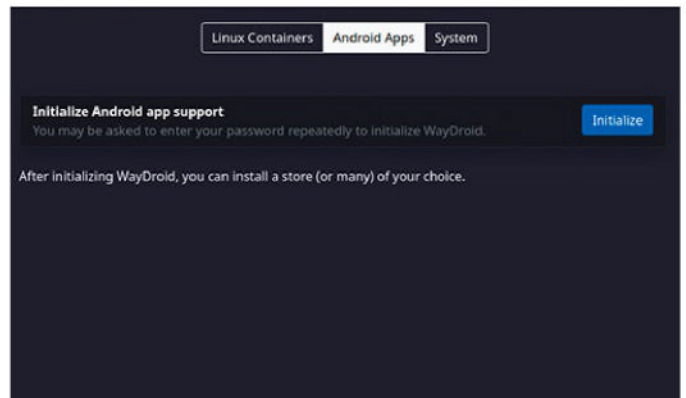 Linux Containers Android Apps System
Initialize Android app support
You may be asked to enter your password repeatedly to initialize WayDroid.
Initialize
After initializing WayDroid, you can install a store (or many) of your choice.